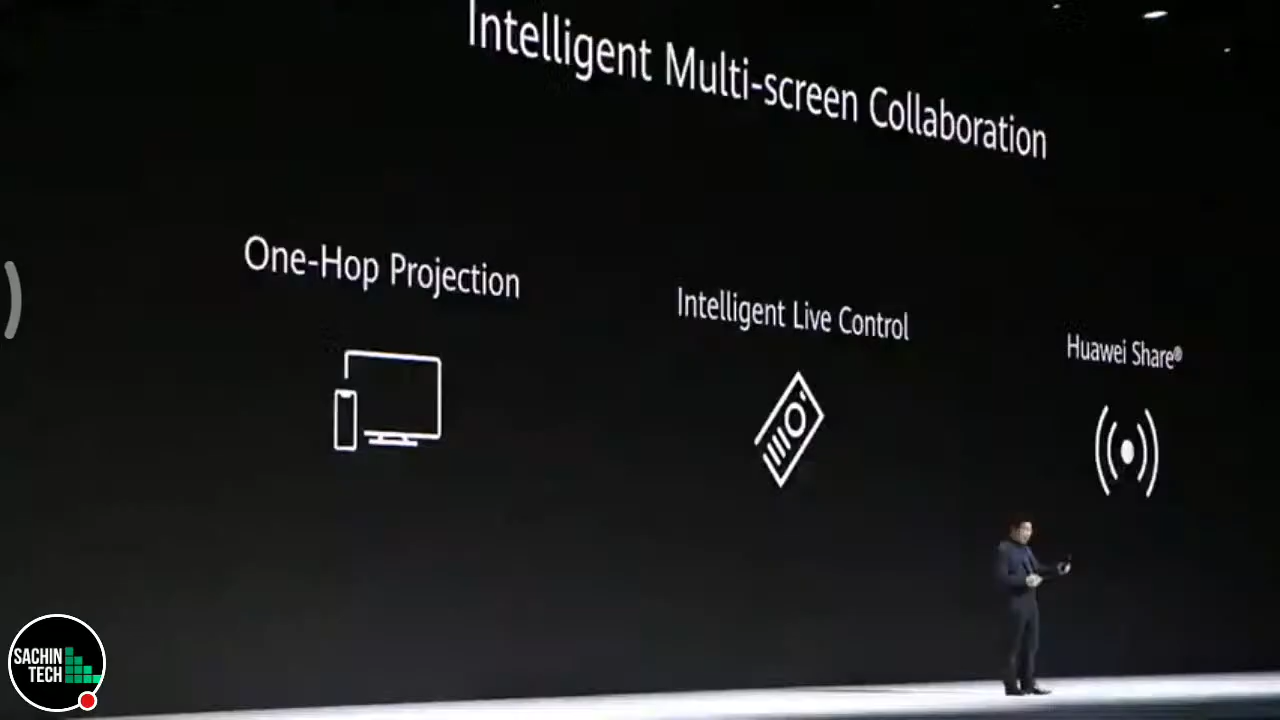 Intelligent Multi-screen Collaboration
One-Hop Projection
Intelligent Live Control
Huawei Share®
SACHIN
TECH